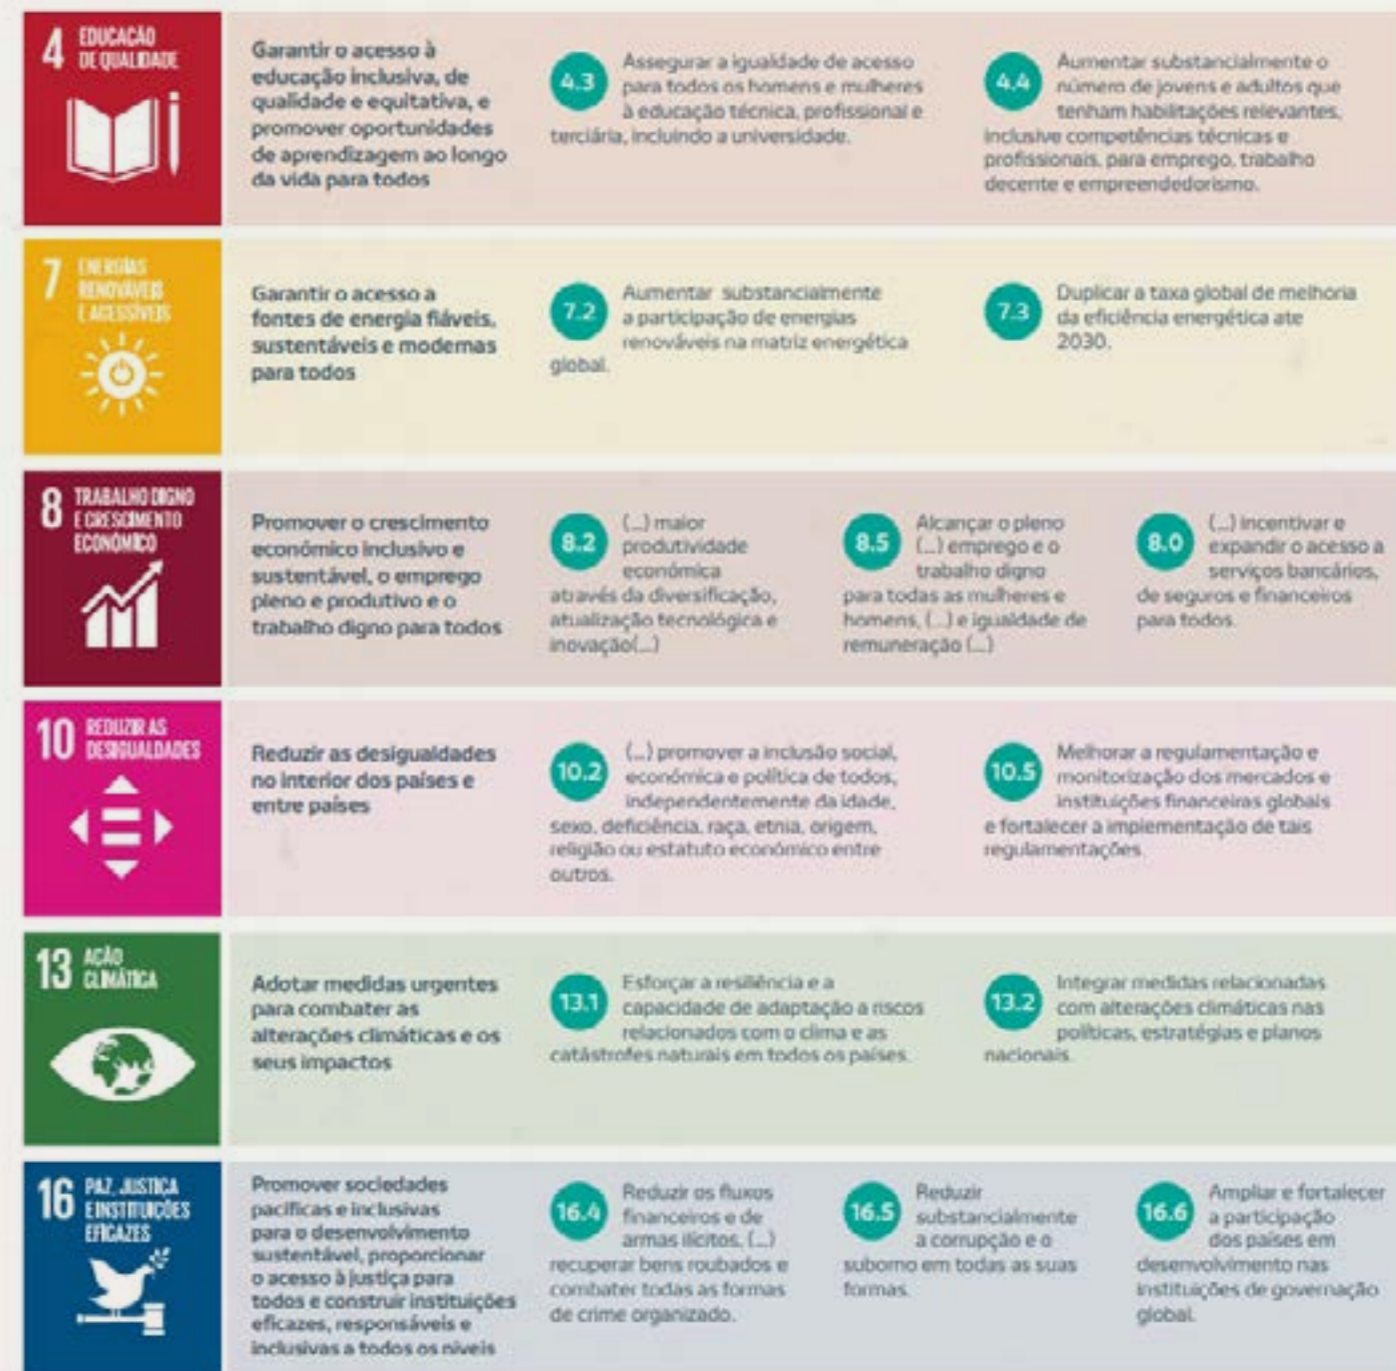 4 EDUCAÇÃO
DE QUALIDADE
Garantir o acesso à
educação inclusiva, de
qualidade e equitativa, e
promover oportunidades
de aprendizagem ao longo
da vida para todos
4.3 Assegurar a igualdade de acesso
para todos os homens e mulheres
à educação técnica, profissional e
terciária, incluindo a universidade.
4.4 Aumentar substancialmente o
número de jovens e adultos que
tenham habilitações relevantes,
inclusive competências técnicas e
profissionais, para emprego, trabalho
decente e empreendedorismo.
7 ENERGIAS
RENOVÁVEIS
E ACESSÍVEIS
Garantir o acesso a
fontes de energia fiáveis,
sustentáveis e modernas
para todos
7.2 Aumentar substancialmente
a participação de energias
renováveis na matriz energética
global.
7.3 Duplicar a taxa global de melhoria
da eficiência energética ate
2030.
8 TRABALHO DIGNO
E CRESCIMENTO
ECONÓMICO
Promover o crescimento
económico inclusivo e
sustentável, o emprego
pleno e produtivo e o
trabalho digno para todos
8.2 (...) maior
produtividade
económica
através da diversificação,
atualização tecnológica e
inovação(...)
8.5 Alcançar o pleno
(...) emprego e o
trabalho digno
para todas as mulheres e
homens, (...) e igualdade de
remuneração (...)
8.0 (...) incentivar e
expandir o acesso a
serviços bancários,
de seguros e financeiros
para todos.
10 REDUZIR AS
DESIGUALDADES
Reduzir as desigualdades
no interior dos países e
entre países
10.2 (...) promover a inclusão social,
económica e política de todos,
independentemente da idade,
sexo, deficiência, raça, etnia, origem,
religião ou estatuto económico entre
outros.
10.5 Melhorar a regulamentação e
monitorização dos mercados e
instituições financeiras globais
e fortalecer a implementação de tais
regulamentações.
13 AÇÃO
CLIMÁTICA
Adotar medidas urgentes
para combater as
alterações climáticas e os
seus impactos
13.1 Esforçar a resiliência e a
capacidade de adaptação a riscos
relacionados com o clima e as
catástrofes naturais em todos os países.
13.2 Integrar medidas relacionadas
com alterações climáticas nas
políticas, estratégias e planos
nacionais.
16 PAZ, JUSTIÇA
E INSTITUIÇÕES
EFICAZES
Promover sociedades
pacíficas e inclusivas
para o desenvolvimento
sustentável, proporcionar
o acesso à justiça para
todos e construir instituições
eficazes, responsáveis e
inclusivas a todos os níveis
16.4 Reduzir os fluxos
financeiros e de
armas ilícitos, (...)
recuperar bens roubados e
combater todas as formas
de crime organizado.
16.5 Reduzir
substancialmente
a corrupção e o
suborno em todas as suas
formas.
16.6 Ampliar e fortalecer
a participação
dos países em
desenvolvimento nas
instituições de governação
global.